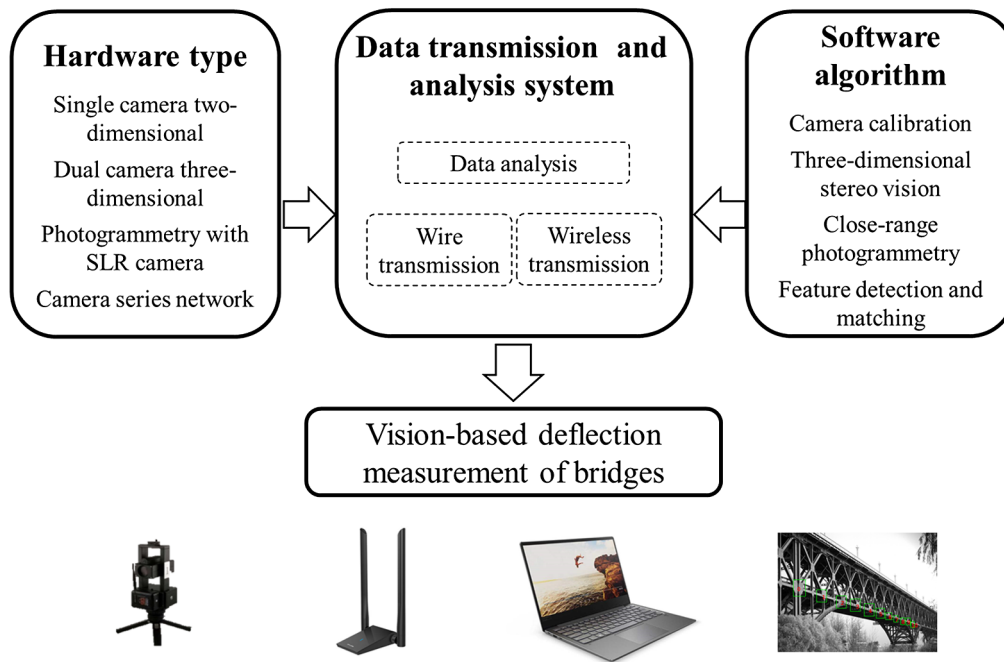 Hardware type
Single camera two-
dimensional
Dual camera three-
dimensional
Photogrammetry with
SLR camera
Camera series network
Data transmission and
analysis system
Data analysis
Wire
transmission
Wireless
transmission
Software
algorithm
Camera calibration
Three-dimensional
stereo vision
Close-range
photogrammetry
Feature detection and
matching
Vision-based deflection
measurement of bridges